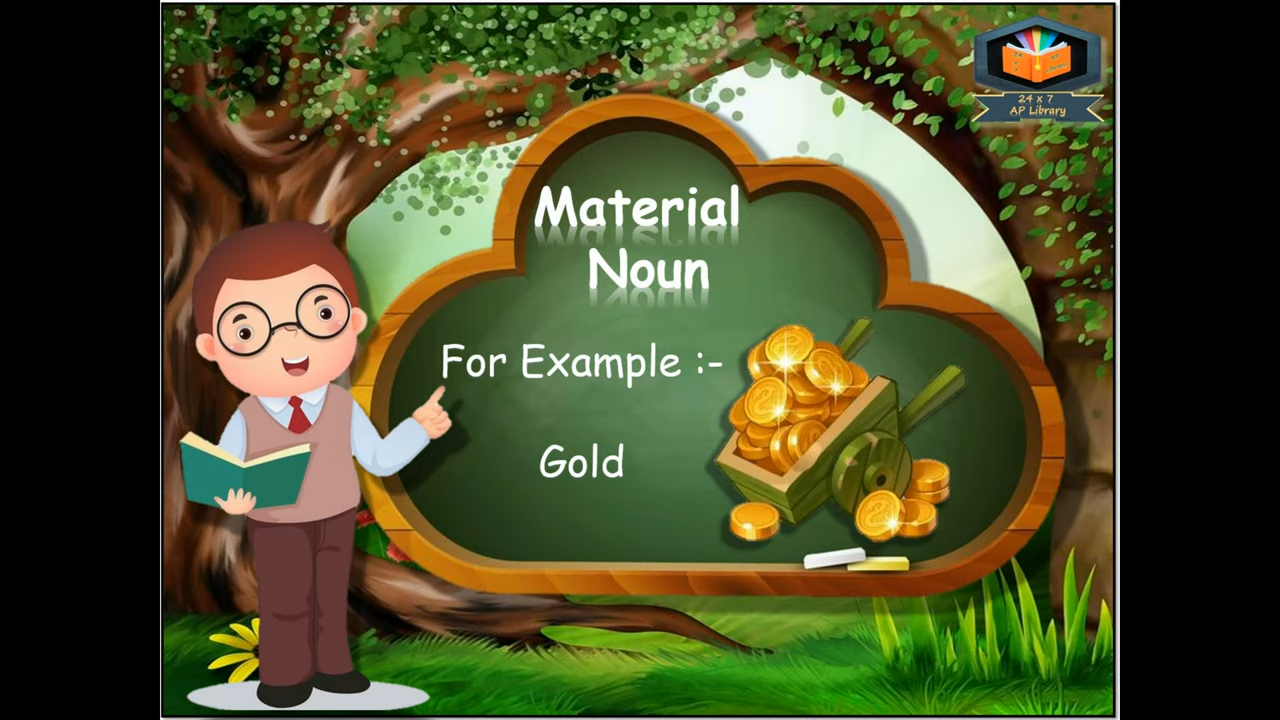 24 x 7
AP Library
Material
Noun
For Example :-
Gold